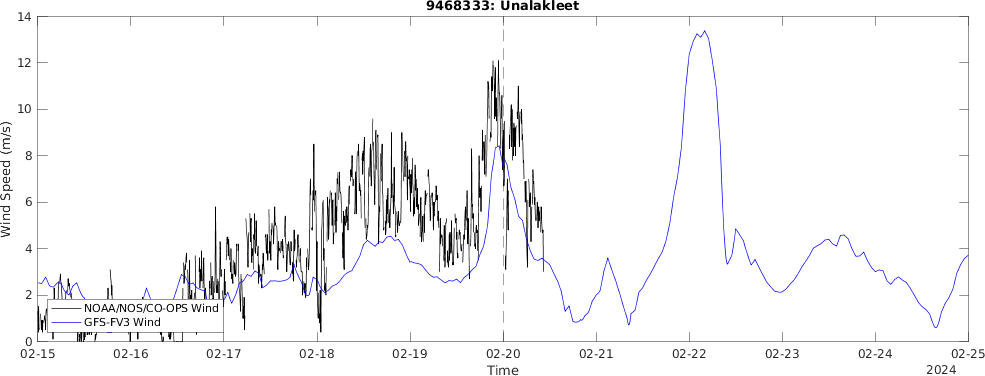 9468333: Unalakleet
14
12
10
8
6
4
2
0
Wind Speed (m/s)
NOAA/NOS/CO-OPS Wind
GFS-FV3 Wind
02-15 02-16 02-17 02-18 02-19 02-20 02-21 02-22 02-23 02-24 02-25
Time
2024